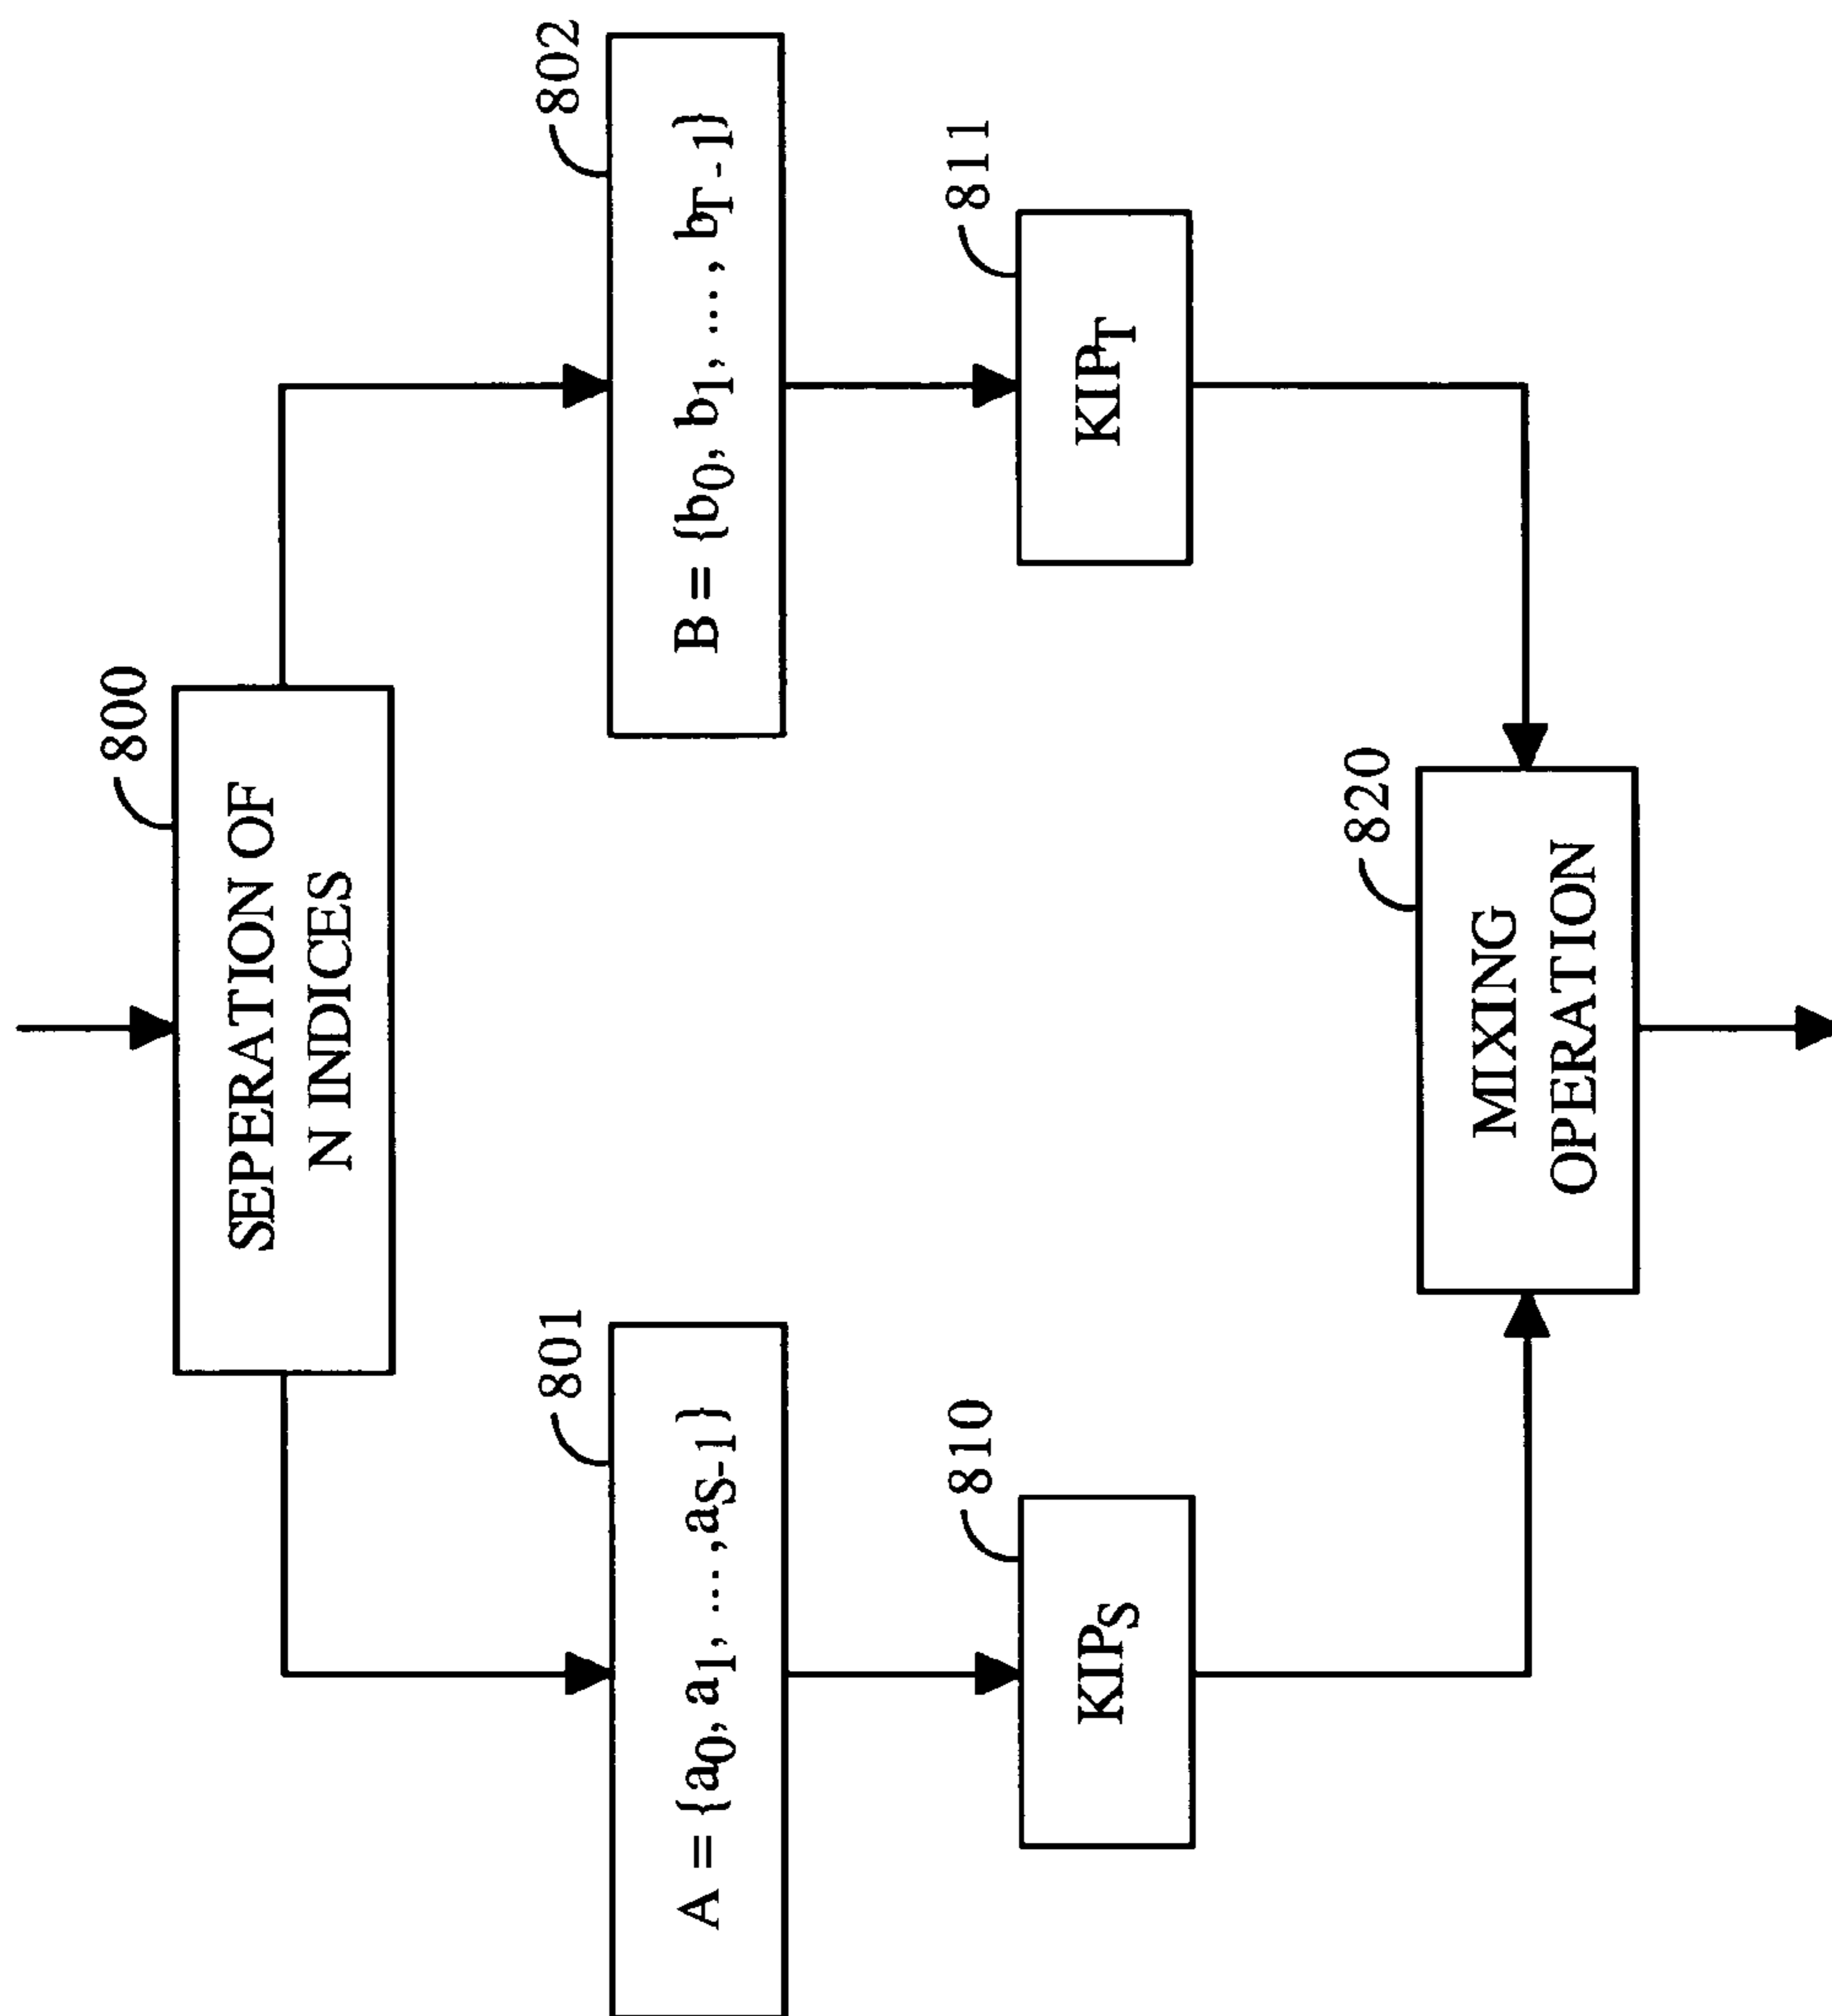 800
SEPERATION OF
N INDICES
801
A = {a0, a1, ... , aS-1}
802
B = {b0, b1, ... , bT-1}
810
KIPS
811
KIPT
820
MIXING
OPERATION